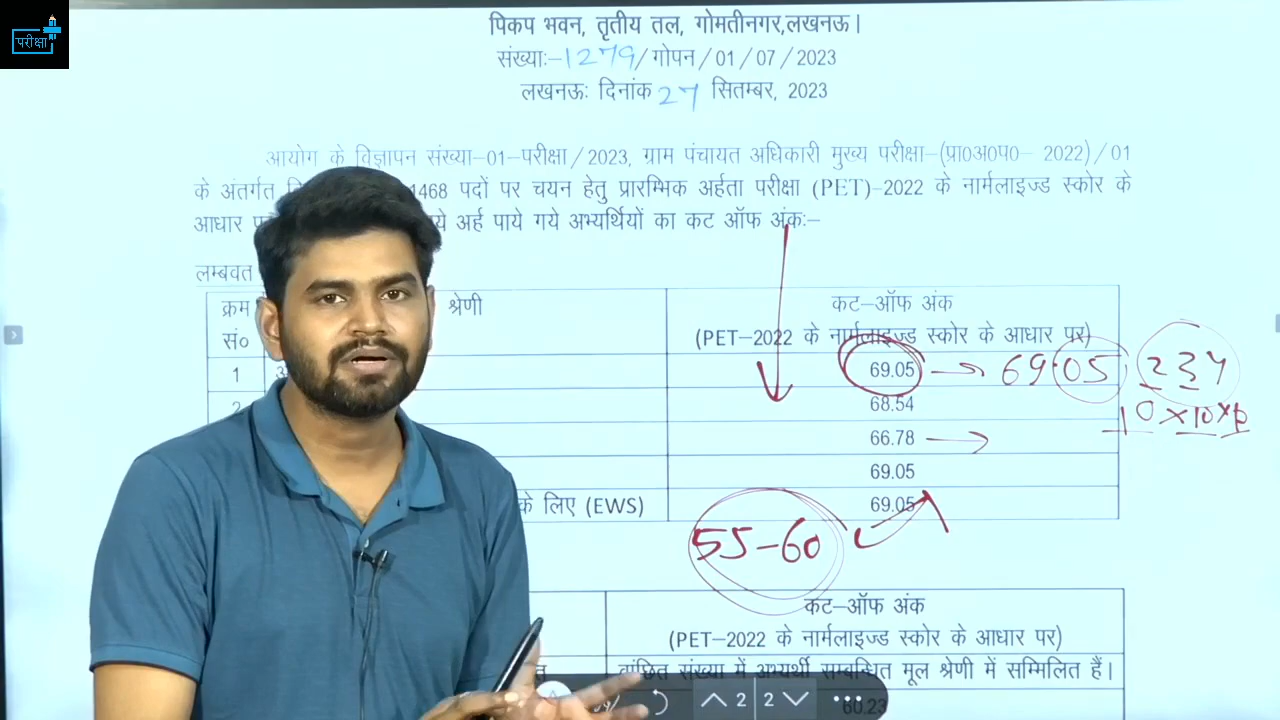 परीक्षा
पिकप भवन, तृतीय तल, गोमतीनगर,लखनऊ।
संख्याः-1279/गोपन/01/07/2023
लखनऊः दिनांक 27 सितम्बर, 2023
आयोग के विज्ञापन संख्या-01-परीक्षा/2023, ग्राम पंचायत अधिकारी मुख्य परीक्षा-(प्रा0अ0प0- 2022)/01
के अंतर्गत 1468 पदों पर चयन हेतु प्रारम्भिक अर्हता परीक्षा (PET)-2022 के नार्मलाइज्ड स्कोर के
आधार गये अर्ह पाये गये अभ्यर्थियों का कट ऑफ अंकः-
लम्बवत
क्रम सं० श्रेणी कट-ऑफ अंक
(PET-2022 के नार्मलाइज्ड स्कोर के आधार पर)
1 69.05 69.05 234
2 68.54 10×10×10
66.78
69.05
के लिए (EWS) 69.05
55-60
कट-ऑफ अंक
(PET-2022 के नार्मलाइज्ड स्कोर के आधार पर)
वांछित संख्या में अभ्यर्थी सम्बन्धित मूल श्रेणी में सम्मिलित हैं।
2 2
60.23